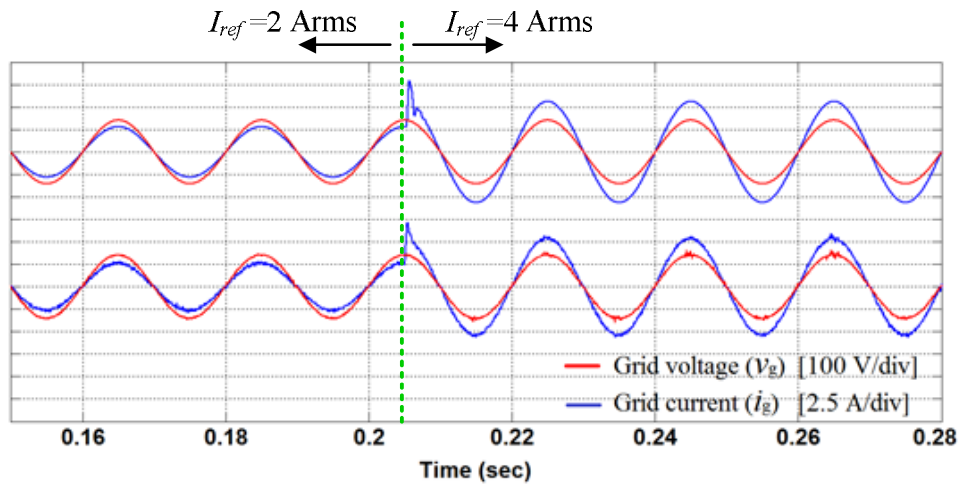 Iref =2 Arms Iref =4 Arms
Grid voltage (vg) [100 V/div]
Grid current (ig) [2.5 A/div]
0.16 0.18 0.2 0.22 0.24 0.26 0.28
Time (sec)